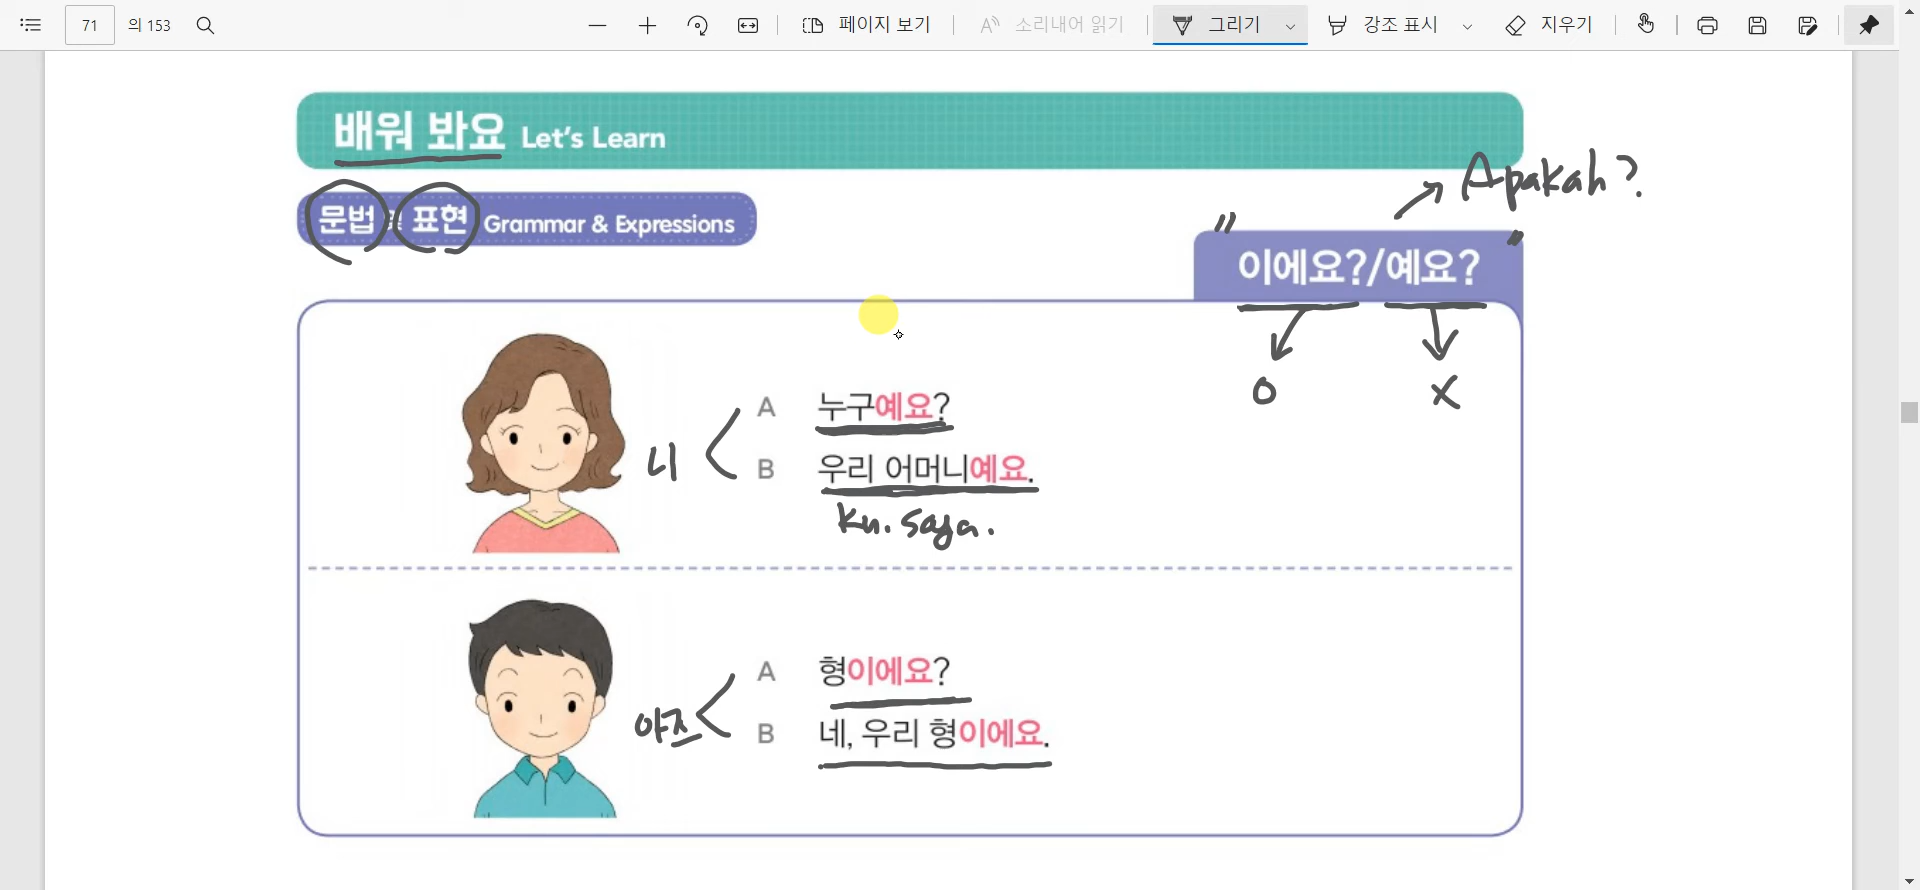 71 의 153 페이지 보기 소리내어 읽기 그리기 강조 표시 지우기
배워 봐요 Let's Learn
Apakah?
문법 표현 Grammar & Expressions
" 이에요?/예요? "
O X
A 누구예요?
니
B 우리 어머니예요.
kn. saya.
A 형이에요?
야조
B 네, 우리 형이에요.